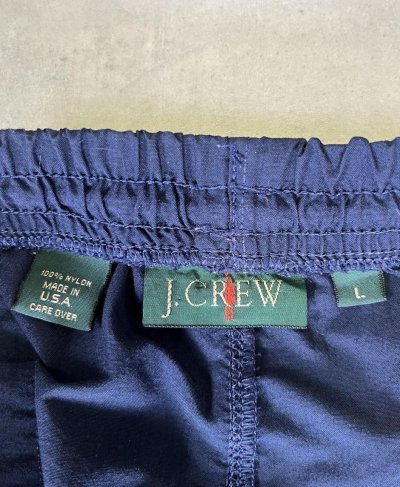 100% NYLON
MADE IN
U.S.A.
CARE OVER
J. CREW
L